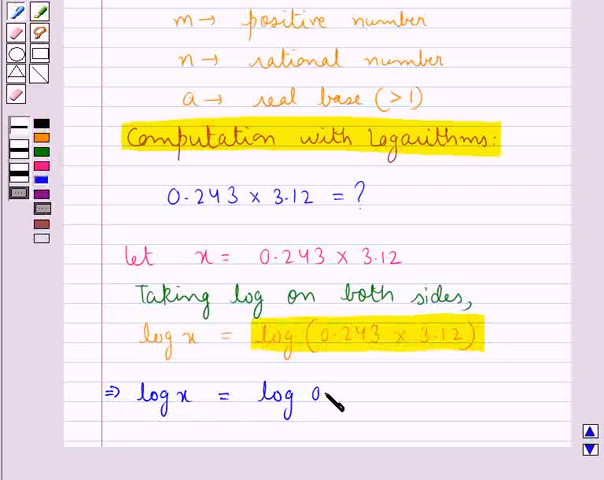 m → positive number
n → rational number
a → real base (>1)
Computation with Logarithms:
0.243 × 3.12 = ?
let x = 0.243 × 3.12
Taking log on both sides,
log x = log (0.243 × 3.12)
⇒ log x = log 0.